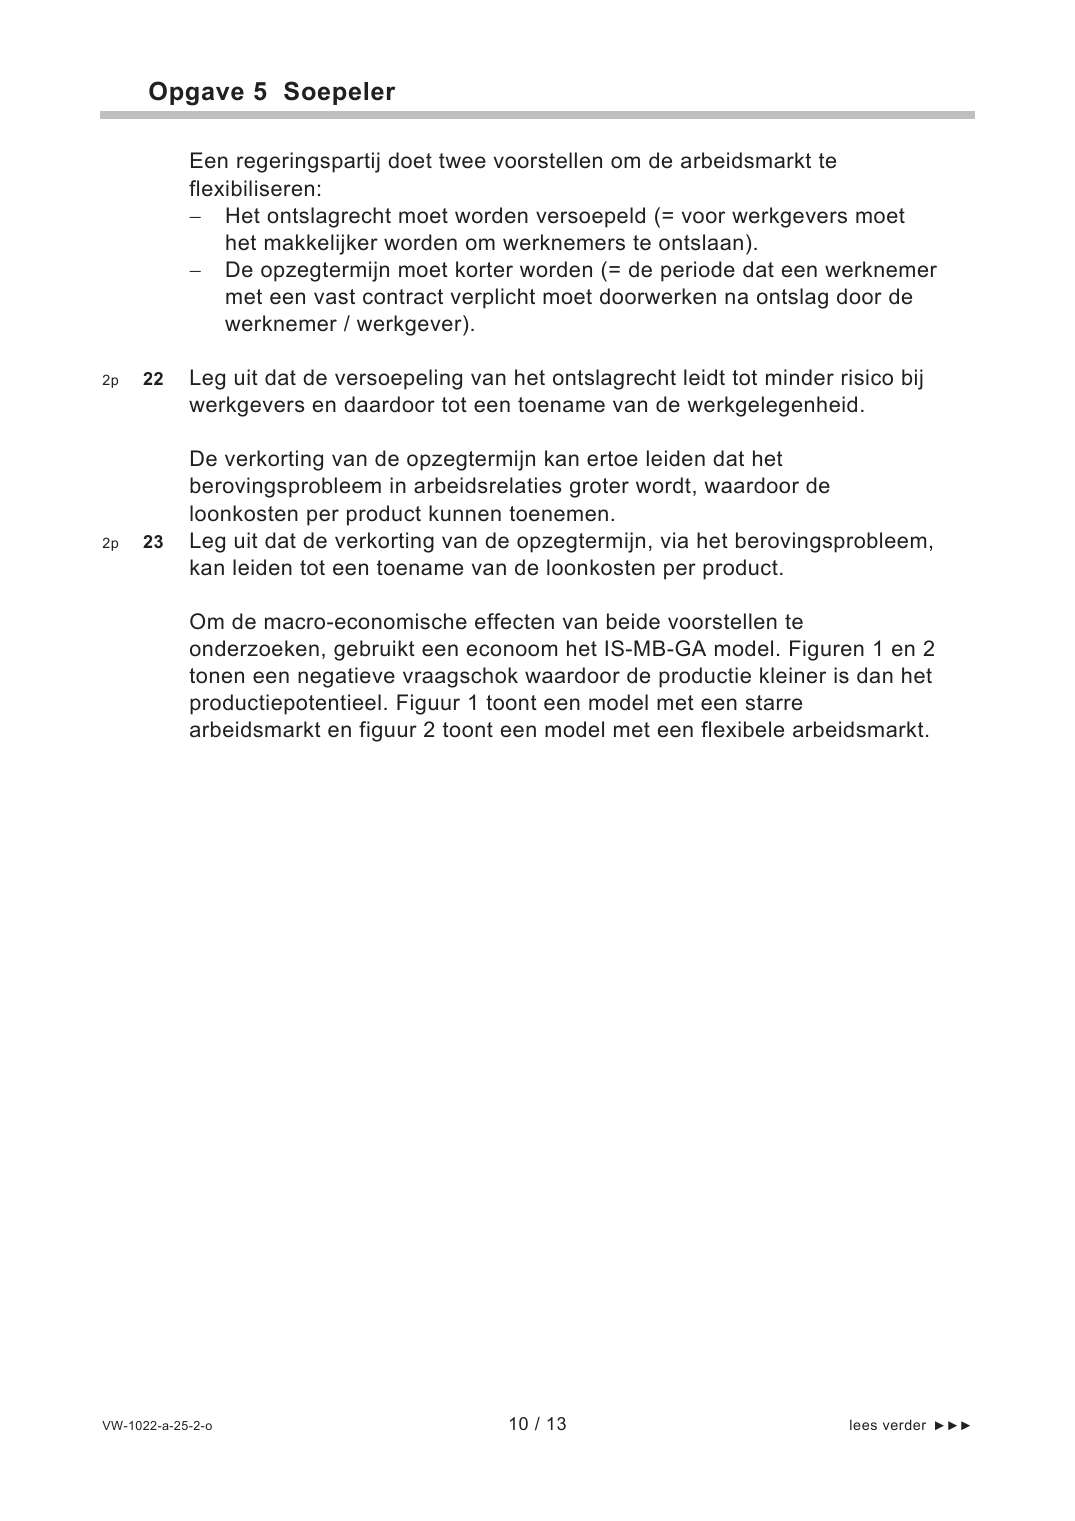 Opgave 5 Soepeler
Een regeringspartij doet twee voorstellen om de arbeidsmarkt te
flexibiliseren:
– Het ontslagrecht moet worden versoepeld (= voor werkgevers moet
het makkelijker worden om werknemers te ontslaan).
– De opzegtermijn moet korter worden (= de periode dat een werknemer
met een vast contract verplicht moet doorwerken na ontslag door de
werknemer / werkgever).
2p 22 Leg uit dat de versoepeling van het ontslagrecht leidt tot minder risico bij
werkgevers en daardoor tot een toename van de werkgelegenheid.
De verkorting van de opzegtermijn kan ertoe leiden dat het
berovingsprobleem in arbeidsrelaties groter wordt, waardoor de
loonkosten per product kunnen toenemen.
2p 23 Leg uit dat de verkorting van de opzegtermijn, via het berovingsprobleem,
kan leiden tot een toename van de loonkosten per product.
Om de macro-economische effecten van beide voorstellen te
onderzoeken, gebruikt een econoom het IS-MB-GA model. Figuren 1 en 2
tonen een negatieve vraagschok waardoor de productie kleiner is dan het
productiepotentieel. Figuur 1 toont een model met een starre
arbeidsmarkt en figuur 2 toont een model met een flexibele arbeidsmarkt.
VW-1022-a-25-2-o 10 / 13 lees verder ►►►